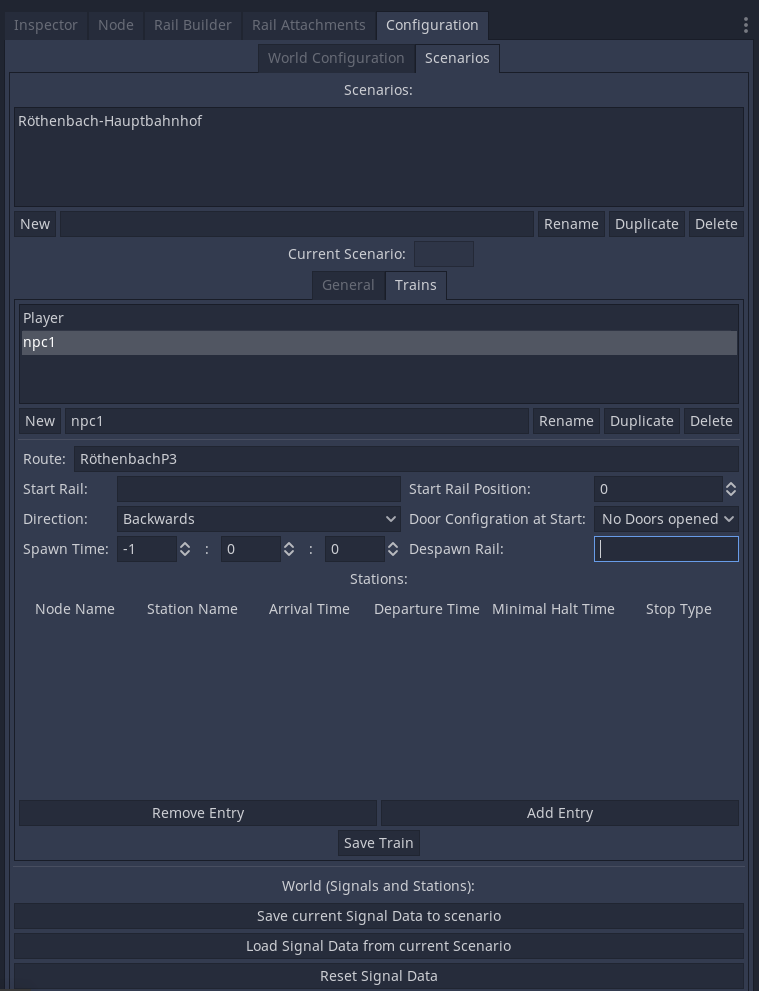 Inspector Node Rail Builder Rail Attachments Configuration
World Configuration Scenarios
Scenarios:
Röthenbach-Hauptbahnhof
New Rename Duplicate Delete
Current Scenario:
General Trains
Player
npc1
New npc1 Rename Duplicate Delete
Route: RöthenbachP3
Start Rail: Start Rail Position: 0
Direction: Backwards Door Configration at Start: No Doors opened
Spawn Time: -1 : 0 : 0 Despawn Rail:
Stations:
Node Name Station Name Arrival Time Departure Time Minimal Halt Time Stop Type
Remove Entry Add Entry
Save Train
World (Signals and Stations):
Save current Signal Data to scenario
Load Signal Data from current Scenario
Reset Signal Data